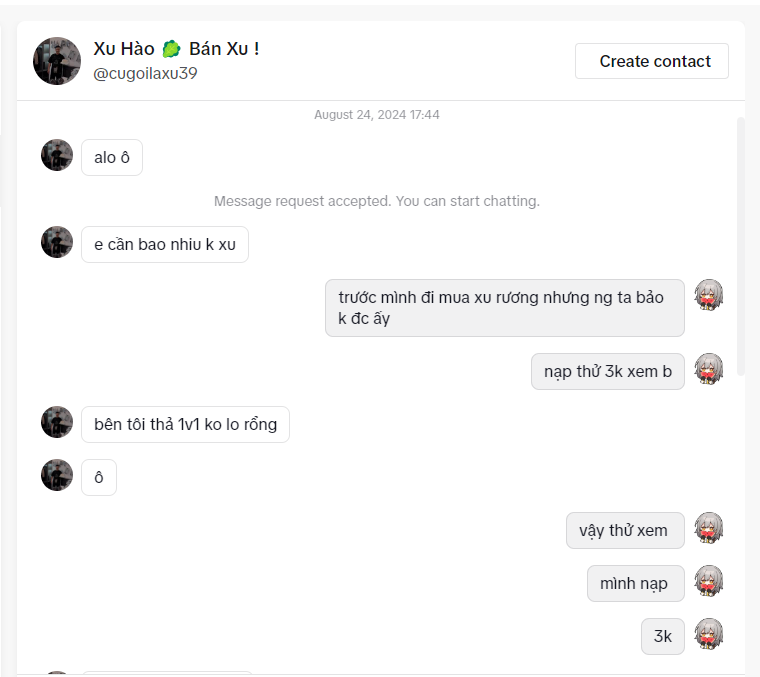 Xu Hào 🥬 Bán Xu !
@cugoilaxu39
Create contact
August 24, 2024 17:44
alo ô
Message request accepted. You can start chatting.
e cần bao nhiu k xu
trước mình đi mua xu rương nhưng ng ta bảo
k đc ấy
nạp thử 3k xem b
bên tôi thả 1v1 ko lo rổng
ô
vậy thử xem
mình nạp
3k